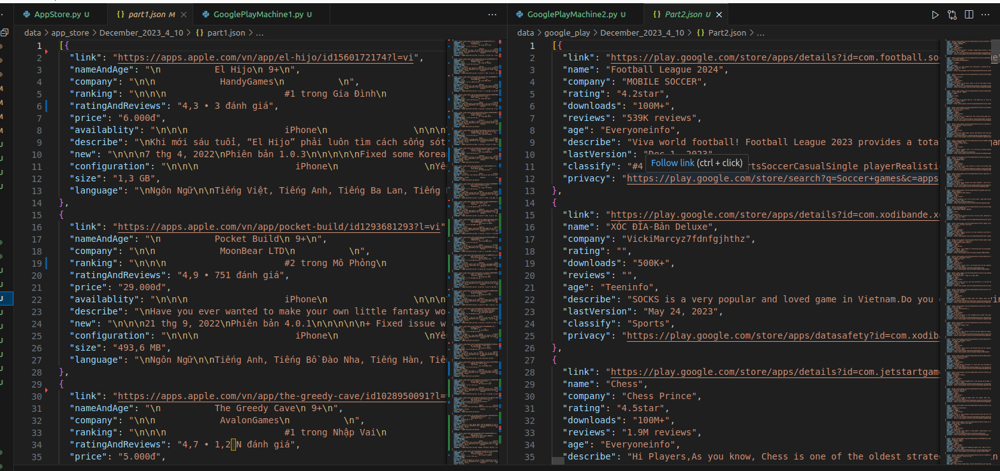 AppStore.py U
{} part1.json M
GooglePlayMachine1.py U
...
data > app_store > December_2023_4_10 > {} part1.json > ...
1 [{
2 "link": "https://apps.apple.com/vn/app/el-hijo/id1560172174?l=vi",
3 "nameAndAge": "\n El Hijo\n 9+\n",
4 "company": "\n\n HandyGames\n \n",
5 "ranking": "\n\n\n #1 trong Gia Đình\n
6 "ratingAndReviews": "4,3 • 3 đánh giá",
7 "price": "6.000đ",
8 "availablity": "\n\n\n iPhone\n \n\n\n
9 "describe": "\nKhi mới sáu tuổi, “El Hijo” phải luôn tìm cách sống sót
10 "new": "\n\n\n7 thg 4, 2022\nPhiên bản 1.0.3\n\n\n\n\nFixed some Korean
11 "configuration": "\n\n\n iPhone\n \nYê
12 "size": "1,3 GB",
13 "language": "\nNgôn Ngữ\n\nTiếng Việt, Tiếng Anh, Tiếng Ba Lan, Tiếng
14 },
15 {
16 "link": "https://apps.apple.com/vn/app/pocket-build/id1293681293?l=vi"
17 "nameAndAge": "\n Pocket Build\n 9+\n",
18 "company": "\n\n MoonBear LTD\n \n",
19 "ranking": "\n\n\n #2 trong Mô Phỏng\n
20 "ratingAndReviews": "4,9 • 751 đánh giá",
21 "price": "29.000đ",
22 "availablity": "\n\n\n iPhone\n \n\n\n
23 "describe": "\nHave you ever wanted to make your own little fantasy wo
24 "new": "\n\n\n21 thg 9, 2022\nPhiên bản 4.0.1\n\n\n\n\n+ Fixed issue w
25 "configuration": "\n\n\n iPhone\n \nYê
26 "size": "493,6 MB",
27 "language": "\nNgôn Ngữ\n\nTiếng Anh, Tiếng Bồ Đào Nha, Tiếng Hàn, Tiế
28 },
29 {
30 "link": "https://apps.apple.com/vn/app/the-greedy-cave/id1028950091?l=
31 "nameAndAge": "\n The Greedy Cave\n 9+\n",
32 "company": "\n\n AvalonGames\n \n",
33 "ranking": "\n\n\n #1 trong Nhập Vai\n
34 "ratingAndReviews": "4,7 • 1,2 N đánh giá",
35 "price": "5.000đ",
GooglePlayMachine2.py U
{} Part2.json U
...
data > google_play > December_2023_4_10 > {} Part2.json > ...
1 [{
2 "link": "https://play.google.com/store/apps/details?id=com.football.so
3 "name": "Football League 2024",
4 "company": "MOBILE SOCCER",
5 "rating": "4.2star",
6 "downloads": "100M+",
7 "reviews": "539K reviews",
8 "age": "Everyoneinfo",
9 "describe": "Viva world football! Football League 2023 provides a tota
10 "lastVersion": "Dec 1, 2023",
Follow link (ctrl + click)
11 "classify": "#4 rtsSoccerCasualSingle playerRealisti
12 "privacy": "https://play.google.com/store/search?q=Soccer+games&c=apps
13 },
14 {
15 "link": "https://play.google.com/store/apps/details?id=com.xodibande.x
16 "name": "XÓC ĐĨA-Bản Deluxe",
17 "company": "VickiMarcyz7fdnfgjhthz",
18 "rating": "",
19 "downloads": "500K+",
20 "reviews": "",
21 "age": "Teeninfo",
22 "describe": "SOCKS is a very popular and loved game in Vietnam.Do you
23 "lastVersion": "May 24, 2023",
24 "classify": "Sports",
25 "privacy": "https://play.google.com/store/apps/datasafety?id=com.xodiba
26 },
27 {
28 "link": "https://play.google.com/store/apps/details?id=com.jetstartgam
29 "name": "Chess",
30 "company": "Chess Prince",
31 "rating": "4.5star",
32 "downloads": "100M+",
33 "reviews": "1.9M reviews",
34 "age": "Everyoneinfo",
35 "describe": "Hi Players,As you know, Chess is one of the oldest strate